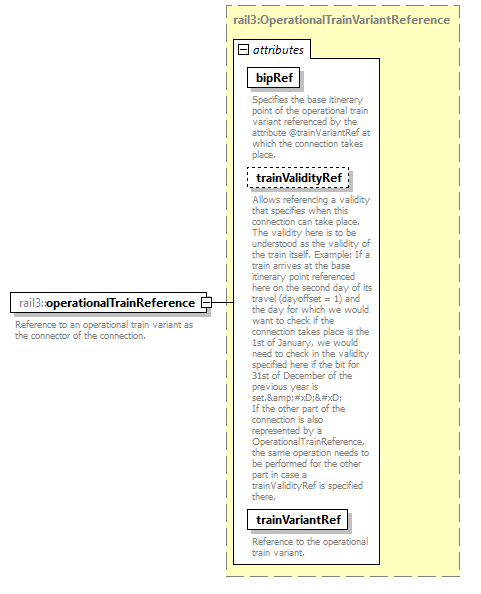 rail3:OperationalTrainVariantReference
attributes
bipRef
Specifies the base itinerary
point of the operational train
variant referenced by the
attribute @trainVariantRef at
which the connection takes
place.
trainValidityRef
Allows referencing a validity
that specifies when this
connection can take place.
The validity here is to be
understood as the validity of
the train itself. Example: If a
train arrives at the base
itinerary point referenced
here on the second day of its
travel (dayoffset = 1) and
the day for which we would
want to check if the
connection takes place is the
1st of January, we would
need to check in the validity
specified here if the bit for
31st of December of the
previous year is
set.&amp;#xD;&#xD;
If the other part of the
connection is also
represented by a
OperationalTrainReference,
the same operation needs to
be performed for the other
part in case a
trainValidityRef is specified
there.
trainVariantRef
Reference to the operational
train variant.
rail3:operationalTrainReference
Reference to an operational train variant as
the connector of the connection.